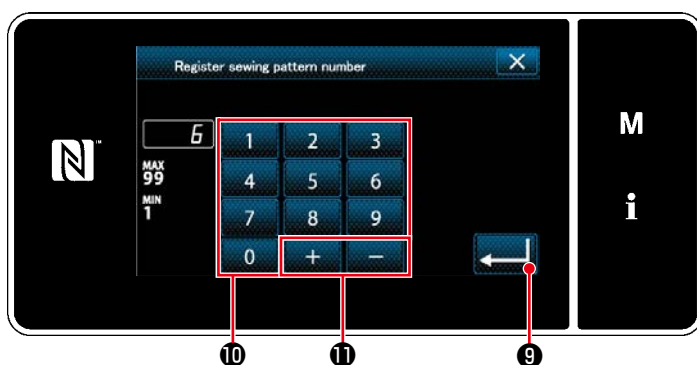 Register sewing pattern number
6
MAX
99
MIN
1
1 2 3
4 5 6
7 8 9
0 + −
M
i
N™
❿ ⓫ ❾